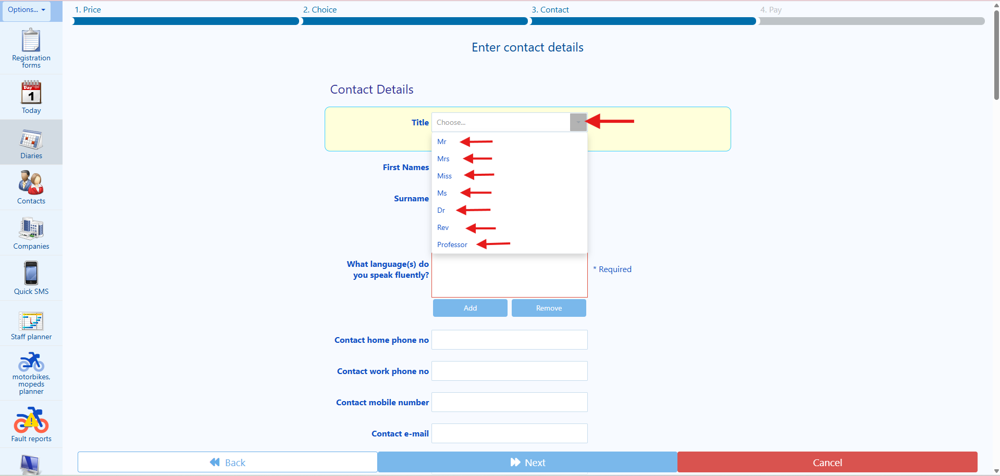 Options...
1. Price
2. Choice
3. Contact
4. Pay
Registration
forms
Day
1
Today
Diaries
Contacts
Companies
Quick SMS
Staff planner
motorbikes,
mopeds
planner
Fault reports
Enter contact details
Contact Details
Title
Choose...
Mr
Mrs
Miss
Ms
Dr
Rev
Professor
First Names
Surname
What language(s) do
you speak fluently?
* Required
Add
Remove
Contact home phone no
Contact work phone no
Contact mobile number
Contact e-mail
Back
Next
Cancel